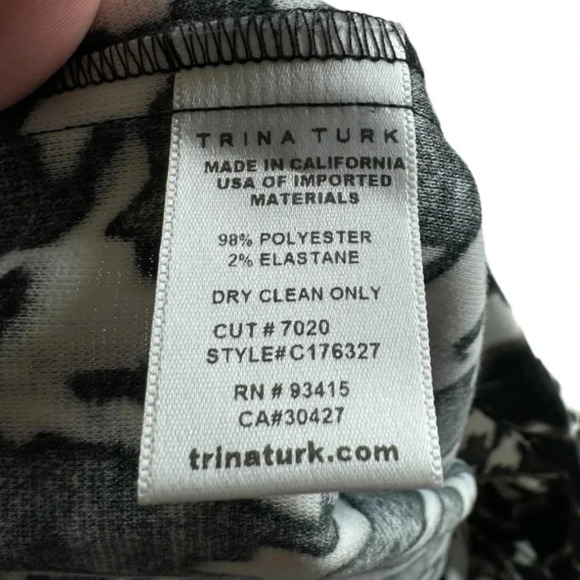 TRINA TURK
MADE IN CALIFORNIA
USA OF IMPORTED
MATERIALS
98% POLYESTER
2% ELASTANE
DRY CLEAN ONLY
CUT # 7020
STYLE#C176327
RN # 93415
CA#30427
trinaturk.com